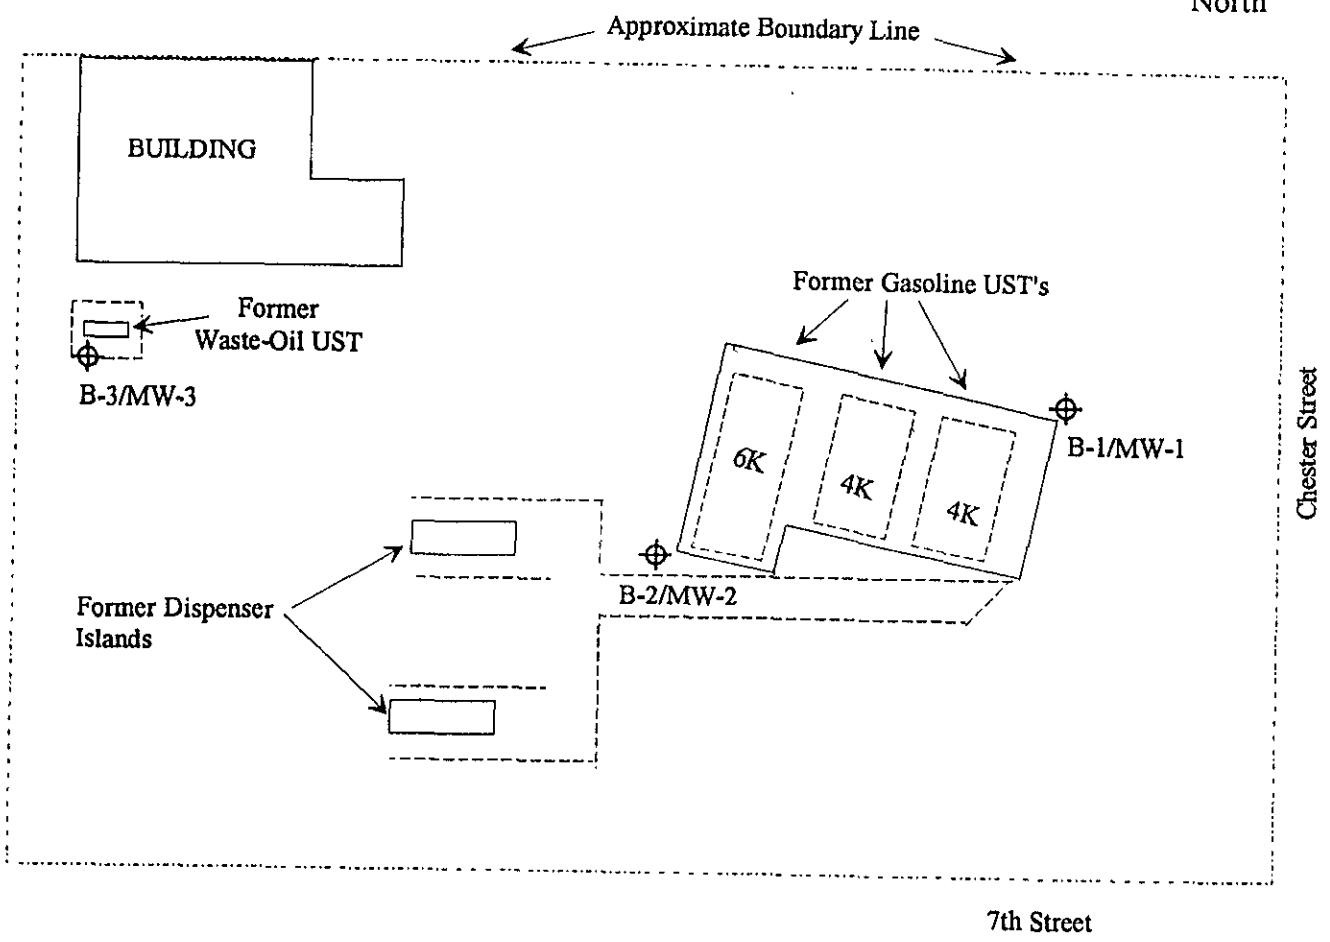 North
Approximate Boundary Line
BUILDING
Former Gasoline UST's
Former
Waste-Oil UST
B-3/MW-3
B-1/MW-1
Chester Street
6K
4K
4K
B-2/MW-2
Former Dispenser
Islands
7th Street